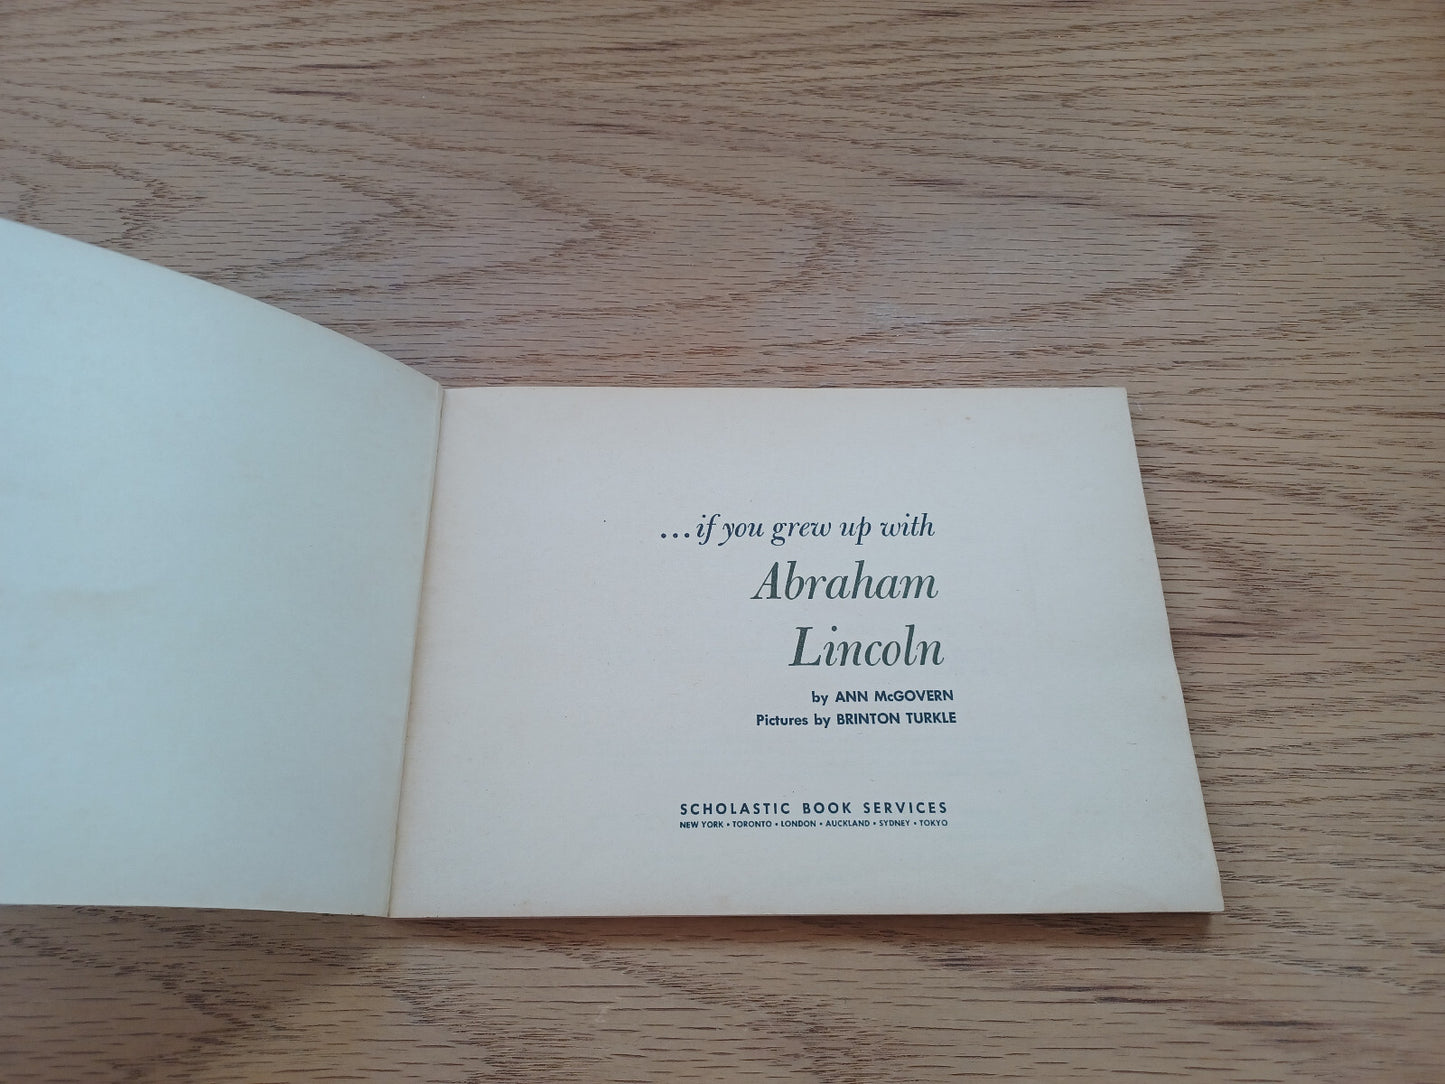 ...if you grew up with
Abraham
Lincoln
by ANN McGOVERN
Pictures by BRINTON TURKLE
SCHOLASTIC BOOK SERVICES
NEW YORK • TORONTO • LONDON • AUCKLAND • SYDNEY • TOKYO